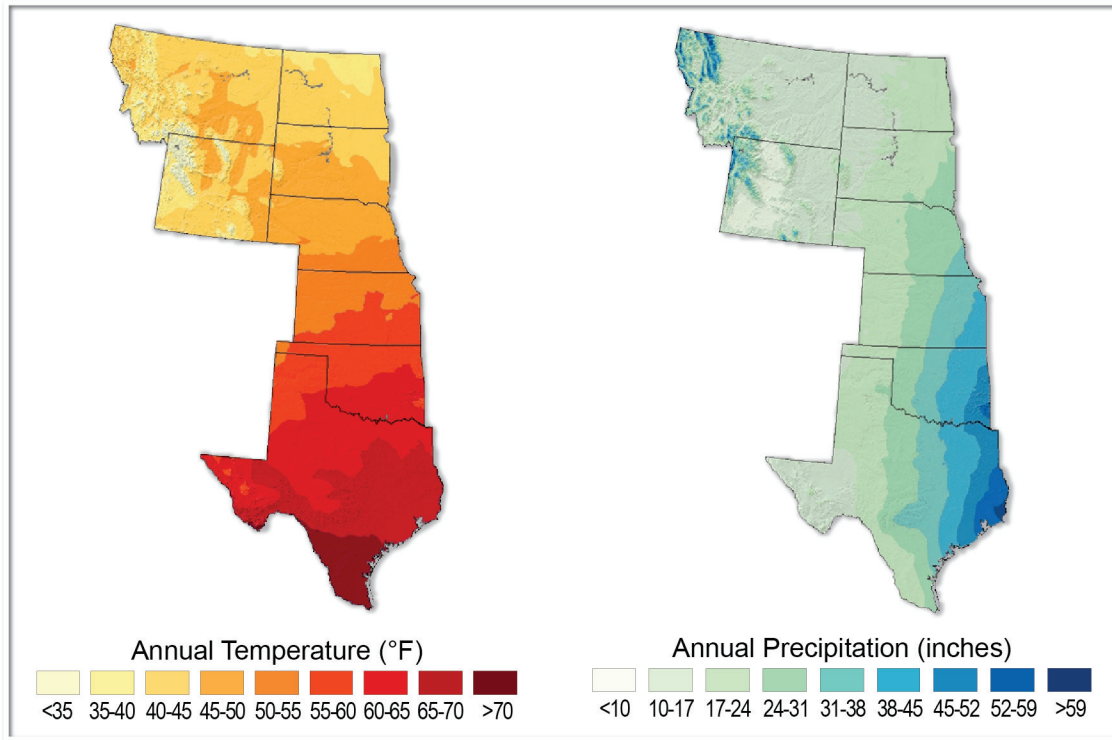 Annual Temperature (°F)
<35 35-40 40-45 45-50 50-55 55-60 60-65 65-70 >70
Annual Precipitation (inches)
<10 10-17 17-24 24-31 31-38 38-45 45-52 52-59 >59